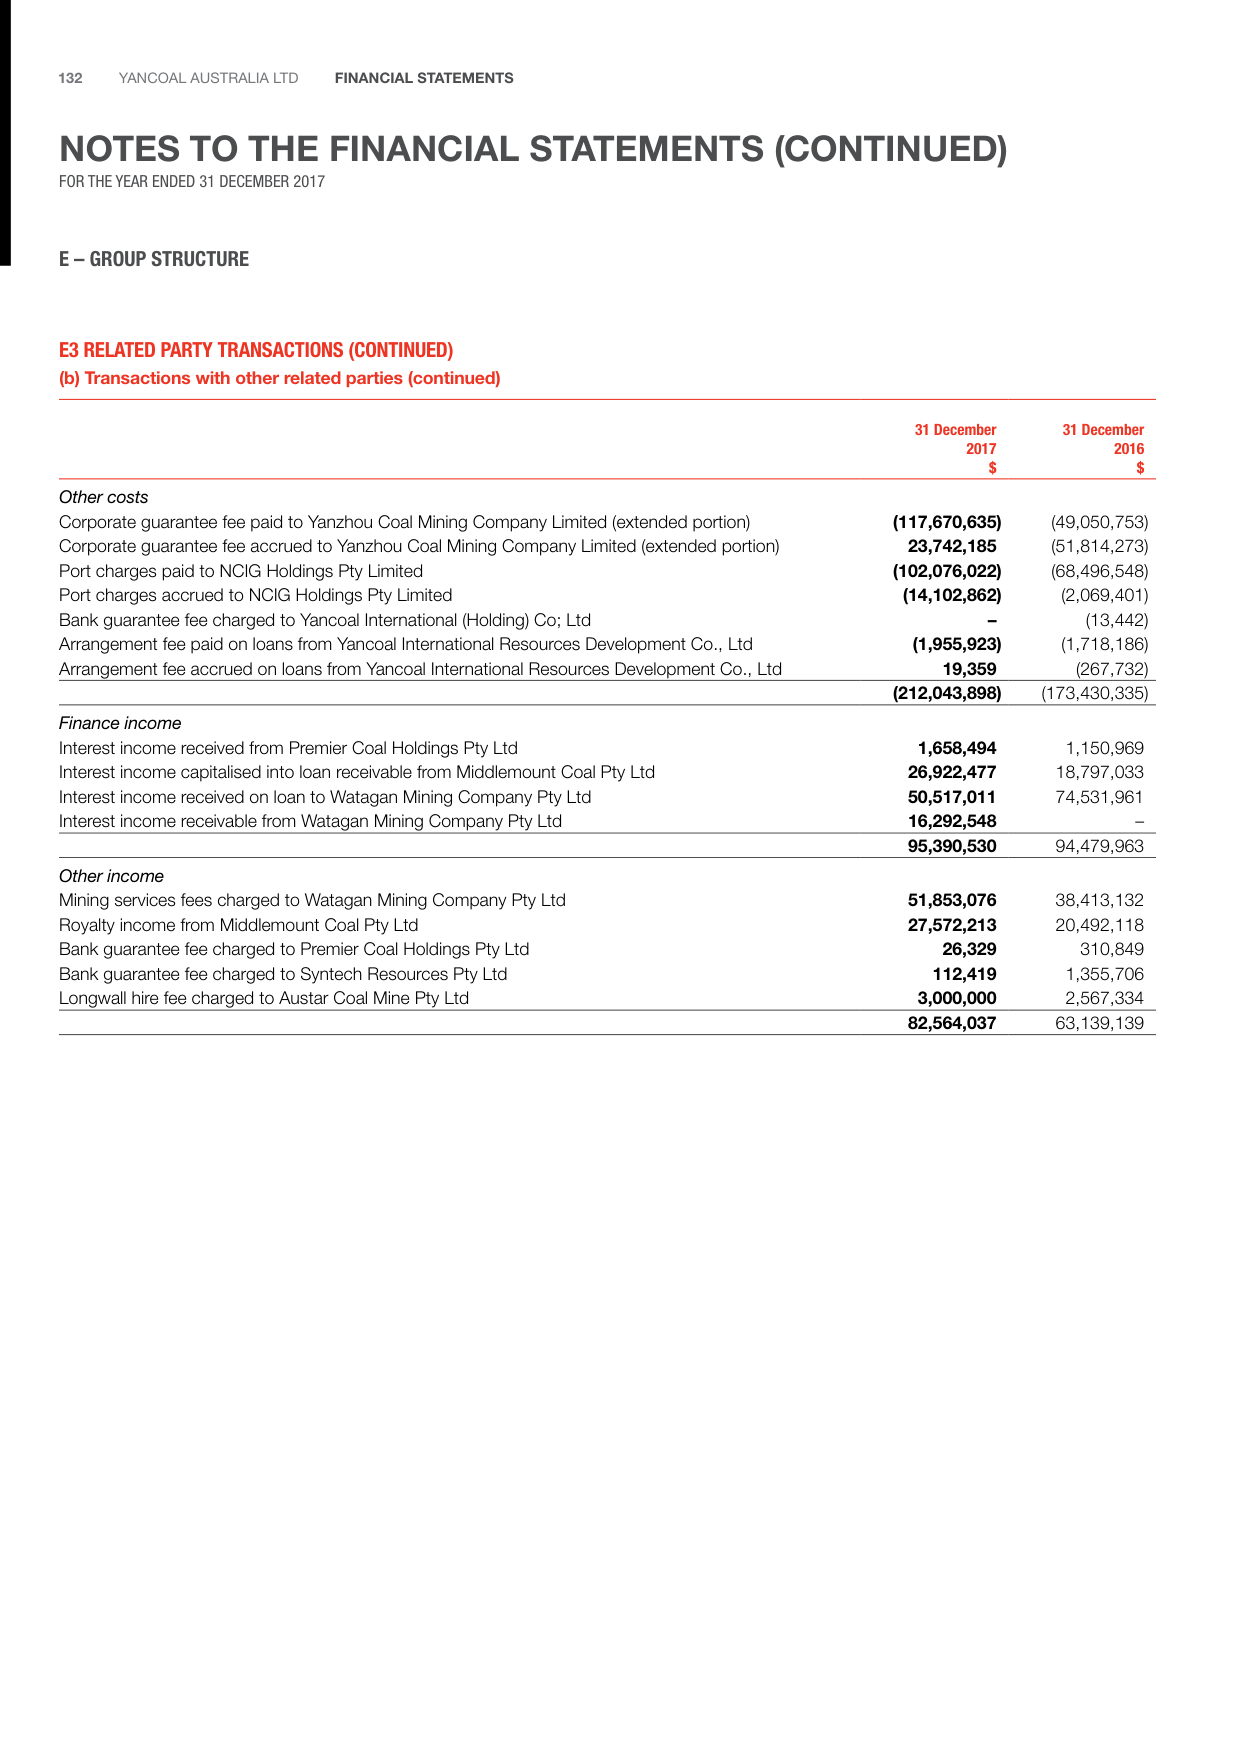 132 YANCOAL AUSTRALIA LTD FINANCIAL STATEMENTS
NOTES TO THE FINANCIAL STATEMENTS (CONTINUED)
FOR THE YEAR ENDED 31 DECEMBER 2017
E – GROUP STRUCTURE
E3 RELATED PARTY TRANSACTIONS (CONTINUED)
(b) Transactions with other related parties (continued)
31 December 31 December
2017 2016
$ $
Other costs
Corporate guarantee fee paid to Yanzhou Coal Mining Company Limited (extended portion) (117,670,635) (49,050,753)
Corporate guarantee fee accrued to Yanzhou Coal Mining Company Limited (extended portion) 23,742,185 (51,814,273)
Port charges paid to NCIG Holdings Pty Limited (102,076,022) (68,496,548)
Port charges accrued to NCIG Holdings Pty Limited (14,102,862) (2,069,401)
Bank guarantee fee charged to Yancoal International (Holding) Co; Ltd – (13,442)
Arrangement fee paid on loans from Yancoal International Resources Development Co., Ltd (1,955,923) (1,718,186)
Arrangement fee accrued on loans from Yancoal International Resources Development Co., Ltd 19,359 (267,732)
(212,043,898) (173,430,335)
Finance income
Interest income received from Premier Coal Holdings Pty Ltd 1,658,494 1,150,969
Interest income capitalised into loan receivable from Middlemount Coal Pty Ltd 26,922,477 18,797,033
Interest income received on loan to Watagan Mining Company Pty Ltd 50,517,011 74,531,961
Interest income receivable from Watagan Mining Company Pty Ltd 16,292,548 –
95,390,530 94,479,963
Other income
Mining services fees charged to Watagan Mining Company Pty Ltd 51,853,076 38,413,132
Royalty income from Middlemount Coal Pty Ltd 27,572,213 20,492,118
Bank guarantee fee charged to Premier Coal Holdings Pty Ltd 26,329 310,849
Bank guarantee fee charged to Syntech Resources Pty Ltd 112,419 1,355,706
Longwall hire fee charged to Austar Coal Mine Pty Ltd 3,000,000 2,567,334
82,564,037 63,139,139